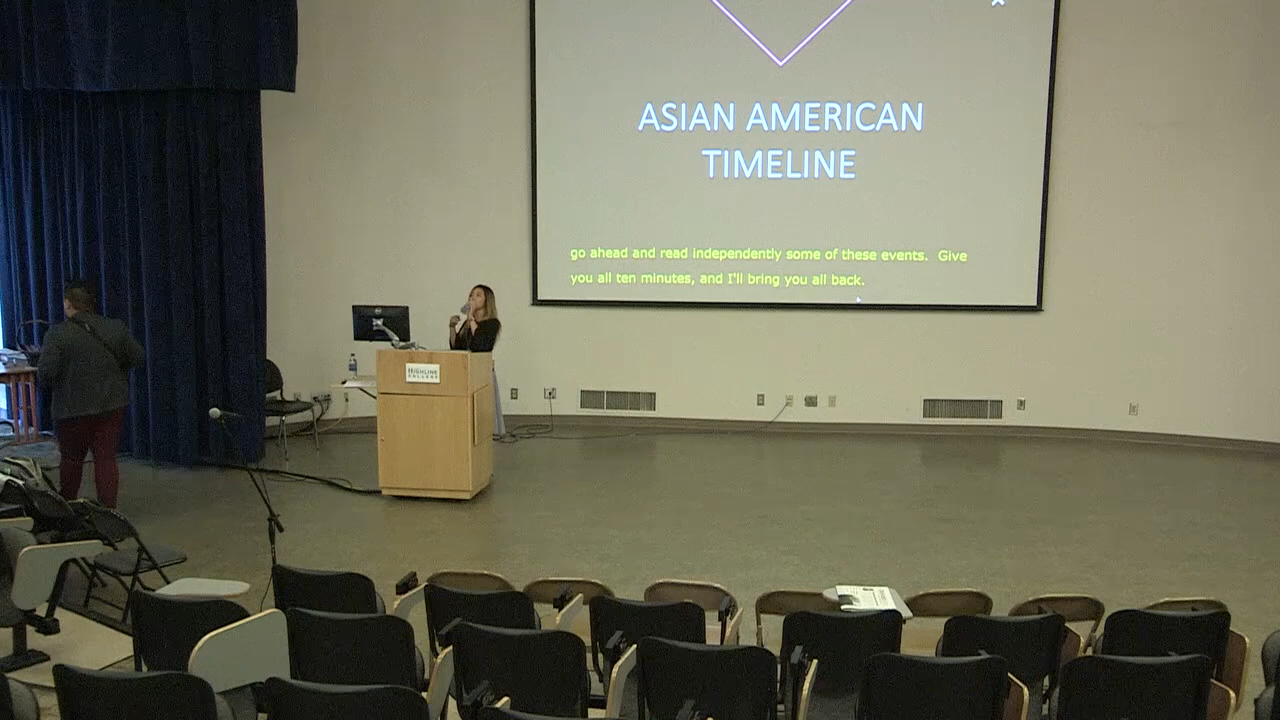 ASIAN AMERICAN
TIMELINE
go ahead and read independently some of these events.  Give
you all ten minutes, and I'll bring you all back.
HIGHLINE
COLLEGE